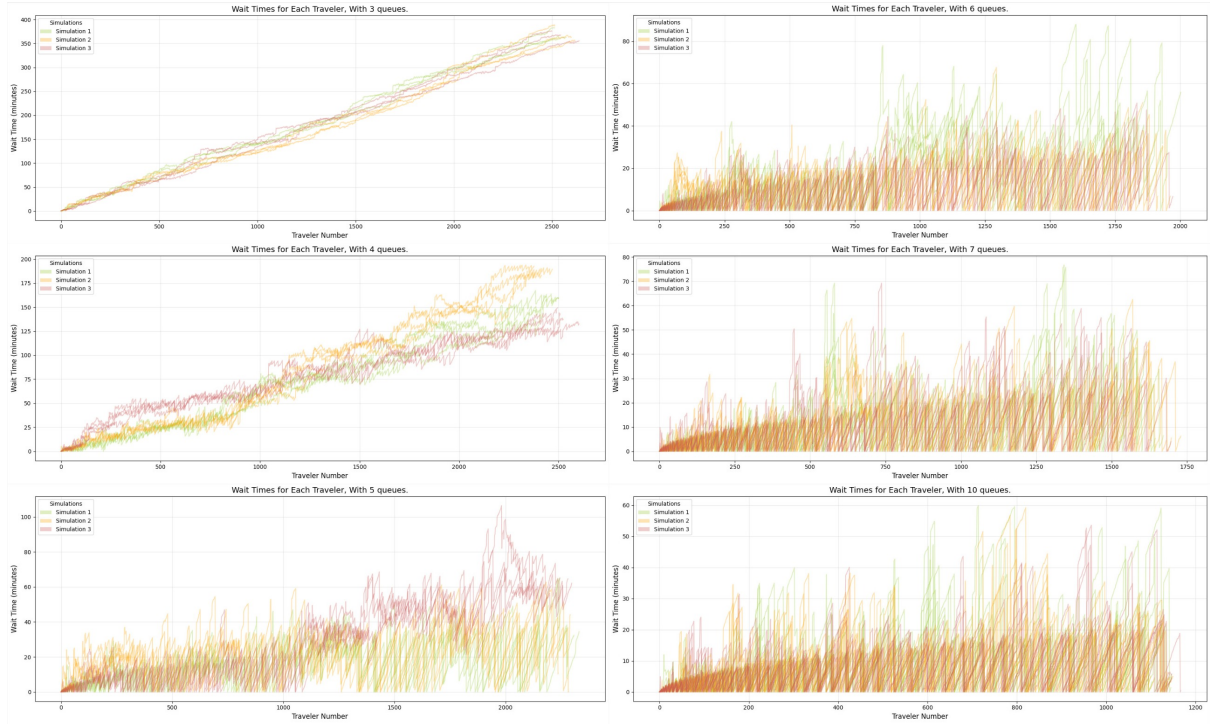 Wait Times for Each Traveler, With 3 queues.
Simulations
Simulation 1
Simulation 2
Simulation 3
Wait Time (minutes)
400
350
300
250
200
150
100
50
0
0 500 1000 1500 2000 2500
Traveler Number
Wait Times for Each Traveler, With 6 queues.
Simulations
Simulation 1
Simulation 2
Simulation 3
Wait Time (minutes)
80
60
40
20
0
0 250 500 750 1000 1250 1500 1750 2000
Traveler Number
Wait Times for Each Traveler, With 4 queues.
Simulations
Simulation 1
Simulation 2
Simulation 3
Wait Time (minutes)
200
175
150
125
100
75
50
25
0
0 500 1000 1500 2000 2500
Traveler Number
Wait Times for Each Traveler, With 7 queues.
Simulations
Simulation 1
Simulation 2
Simulation 3
Wait Time (minutes)
80
70
60
50
40
30
20
10
0
0 250 500 750 1000 1250 1500 1750
Traveler Number
Wait Times for Each Traveler, With 5 queues.
Simulations
Simulation 1
Simulation 2
Simulation 3
Wait Time (minutes)
100
80
60
40
20
0
0 500 1000 1500 2000
Traveler Number
Wait Times for Each Traveler, With 10 queues.
Simulations
Simulation 1
Simulation 2
Simulation 3
Wait Time (minutes)
60
50
40
30
20
10
0
0 200 400 600 800 1000 1200
Traveler Number